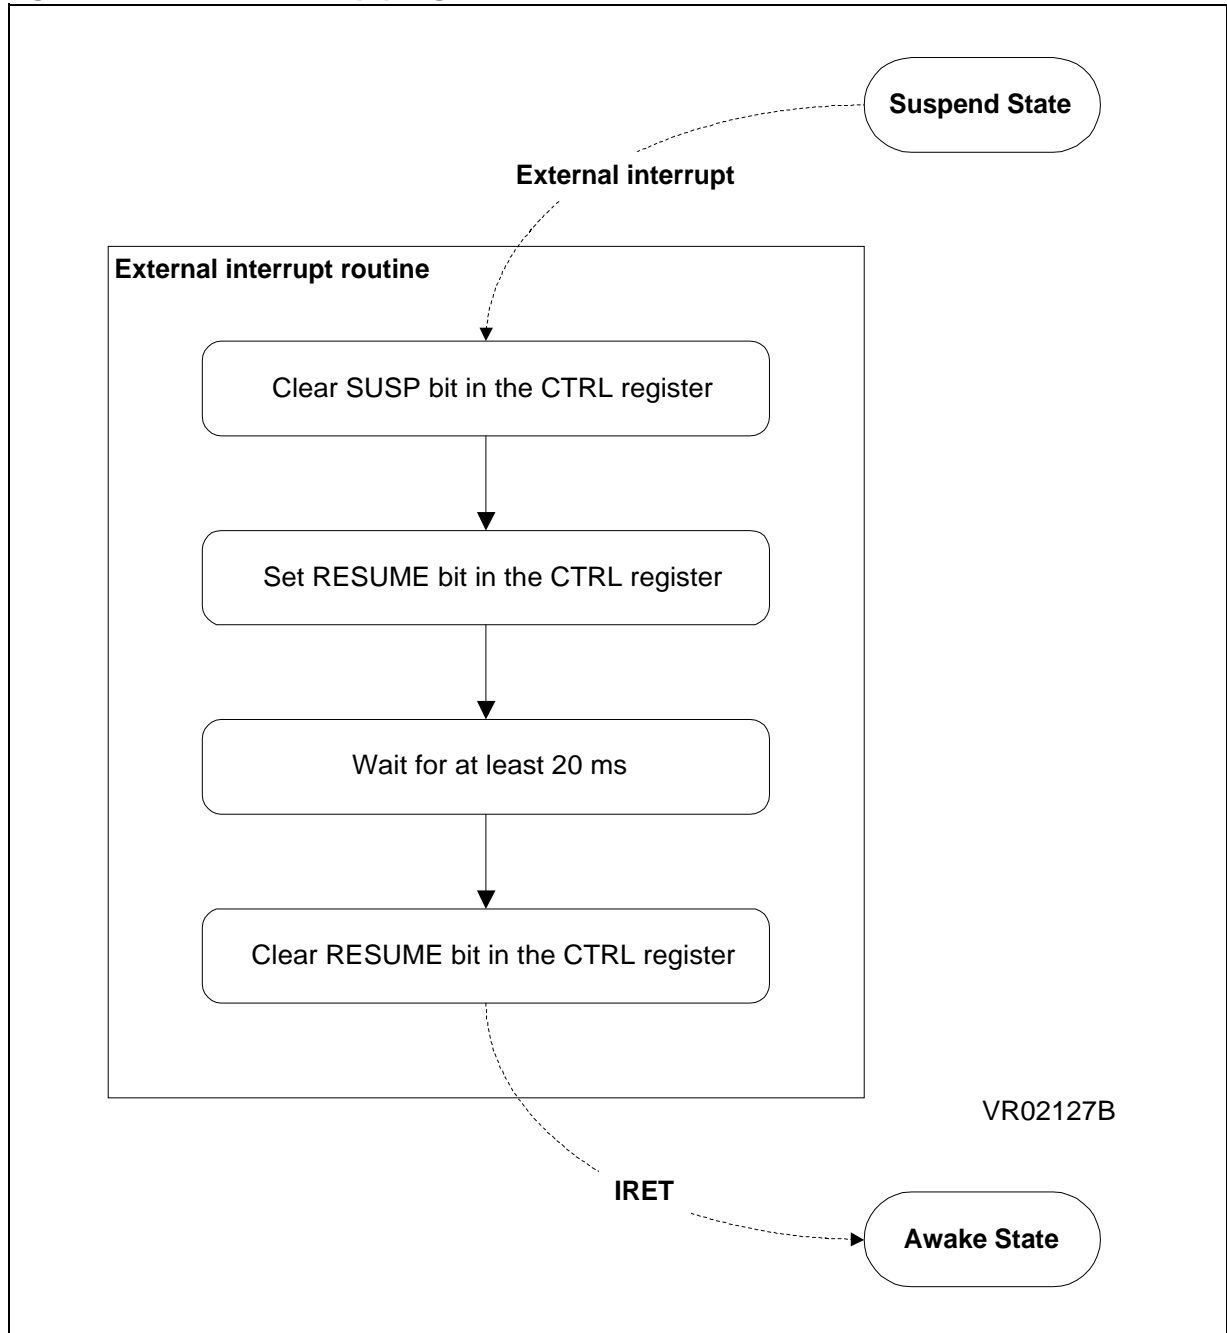 Suspend State
External interrupt
External interrupt routine
Clear SUSP bit in the CTRL register
Set RESUME bit in the CTRL register
Wait for at least 20 ms
Clear RESUME bit in the CTRL register
VR02127B
IRET
Awake State